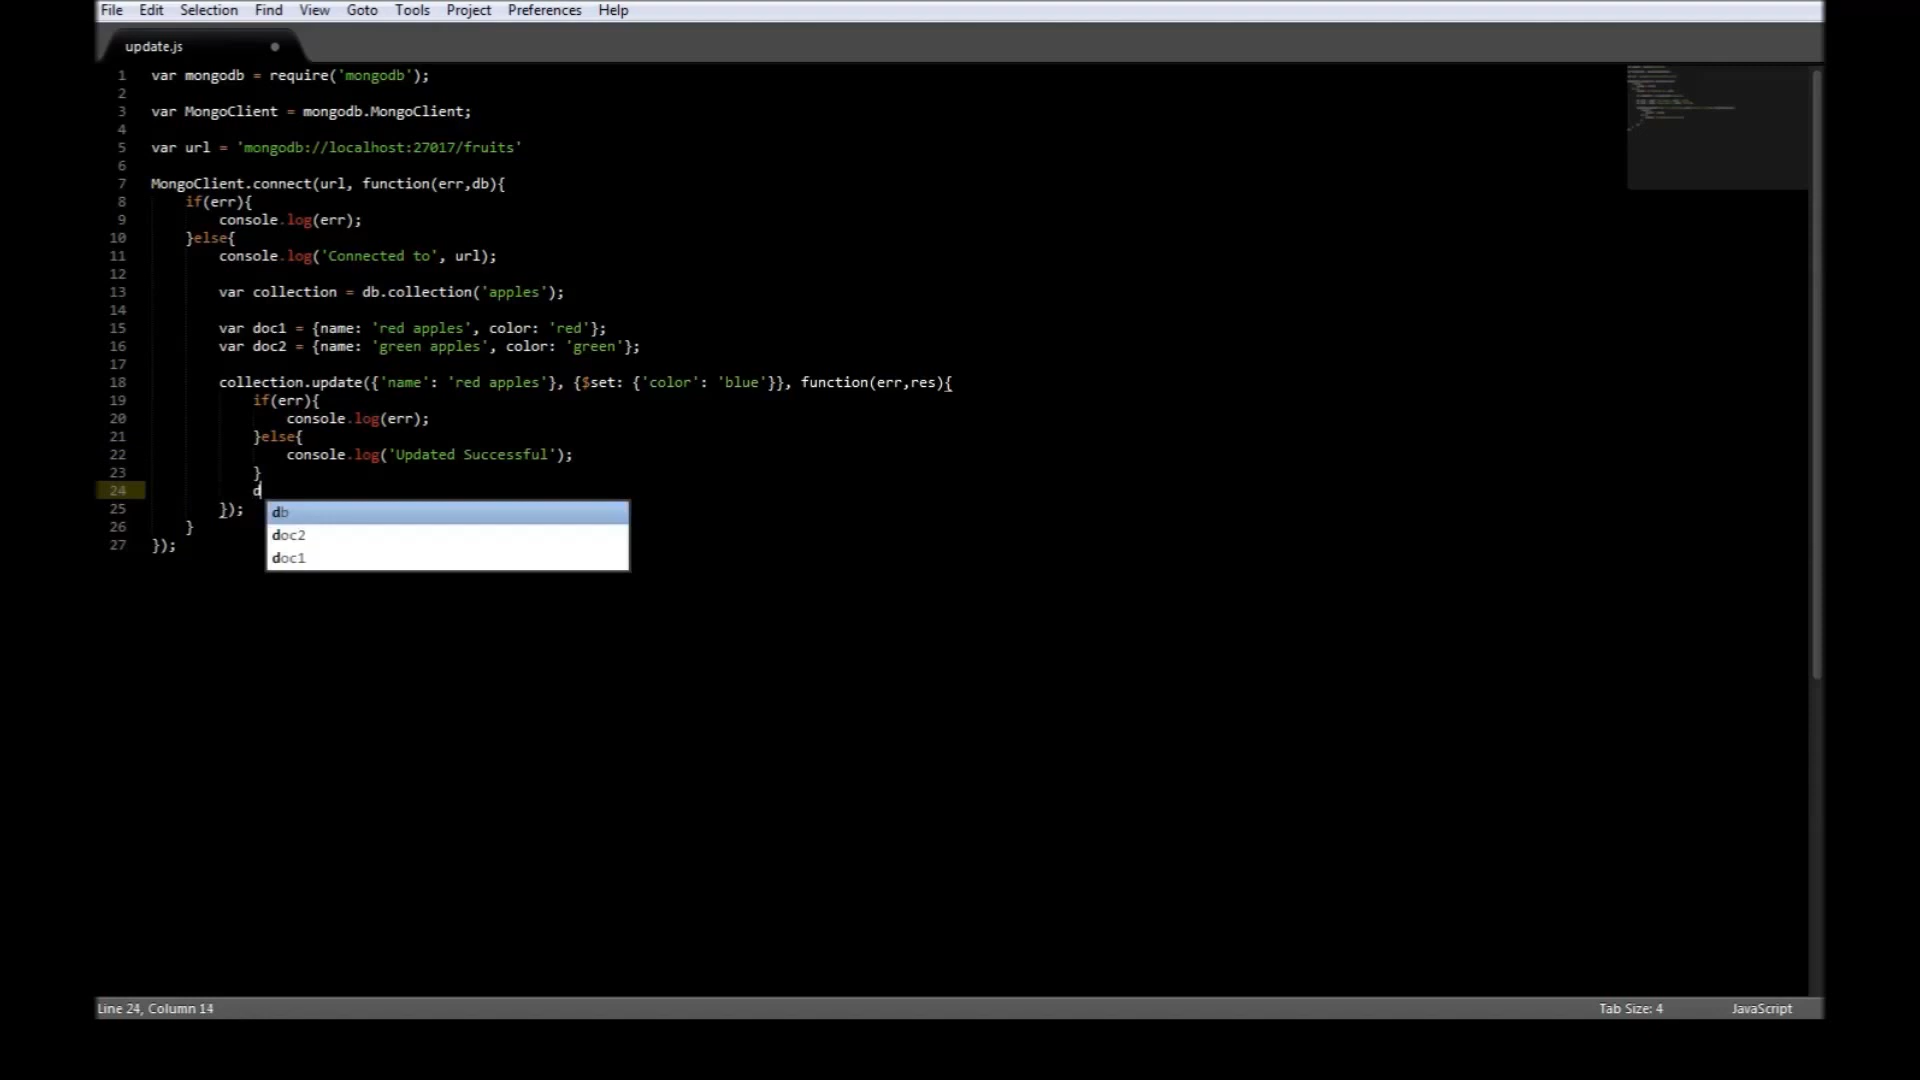 File Edit Selection Find View Goto Tools Project Preferences Help
update.js
1 var mongodb = require('mongodb');
2
3 var MongoClient = mongodb.MongoClient;
4
5 var url = 'mongodb://localhost:27017/fruits'
6
7 MongoClient.connect(url, function(err,db){
8 if(err){
9 console.log(err);
10 }else{
11 console.log('Connected to', url);
12
13 var collection = db.collection('apples');
14
15 var doc1 = {name: 'red apples', color: 'red'};
16 var doc2 = {name: 'green apples', color: 'green'};
17
18 collection.update({'name': 'red apples'}, {$set: {'color': 'blue'}}, function(err,res){
19 if(err){
20 console.log(err);
21 }else{
22 console.log('Updated Successful');
23 }
24 d
25 });
26 }
27 });
db
doc2
doc1
Line 24, Column 14 Tab Size: 4 JavaScript